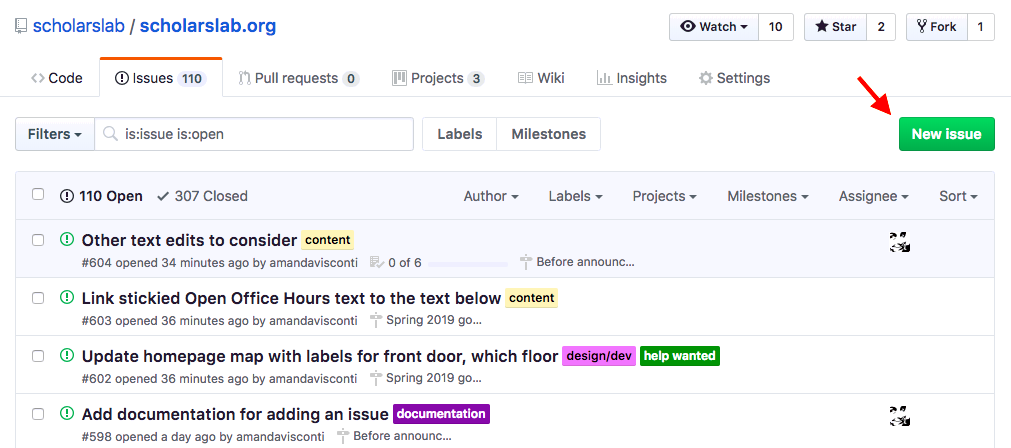 scholarslab / scholarslab.org Watch 10 Star 2 Fork 1
Code Issues 110 Pull requests 0 Projects 3 Wiki Insights Settings
Filters is:issue is:open Labels Milestones New issue
110 Open 307 Closed Author Labels Projects Milestones Assignee Sort
Other text edits to consider content
#604 opened 34 minutes ago by amandavisconti 0 of 6 Before announc...
Link stickied Open Office Hours text to the text below content
#603 opened 36 minutes ago by amandavisconti Spring 2019 go...
Update homepage map with labels for front door, which floor design/dev help wanted
#602 opened 36 minutes ago by amandavisconti Spring 2019 go...
Add documentation for adding an issue documentation
#598 opened a day ago by amandavisconti Before announc...